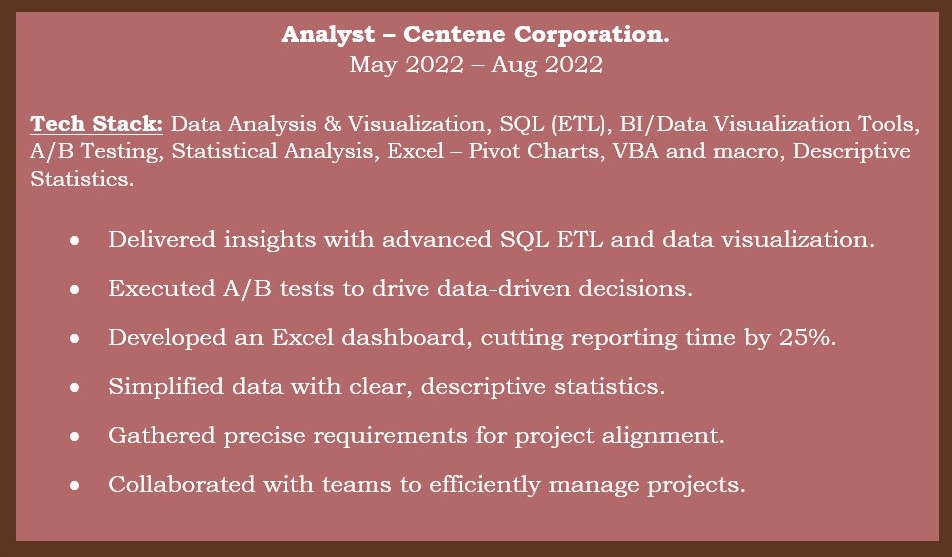 Analyst – Centene Corporation.
May 2022 – Aug 2022
Tech Stack: Data Analysis & Visualization, SQL (ETL), BI/Data Visualization Tools,
A/B Testing, Statistical Analysis, Excel – Pivot Charts, VBA and macro, Descriptive
Statistics.
• Delivered insights with advanced SQL ETL and data visualization.
• Executed A/B tests to drive data-driven decisions.
• Developed an Excel dashboard, cutting reporting time by 25%.
• Simplified data with clear, descriptive statistics.
• Gathered precise requirements for project alignment.
• Collaborated with teams to efficiently manage projects.